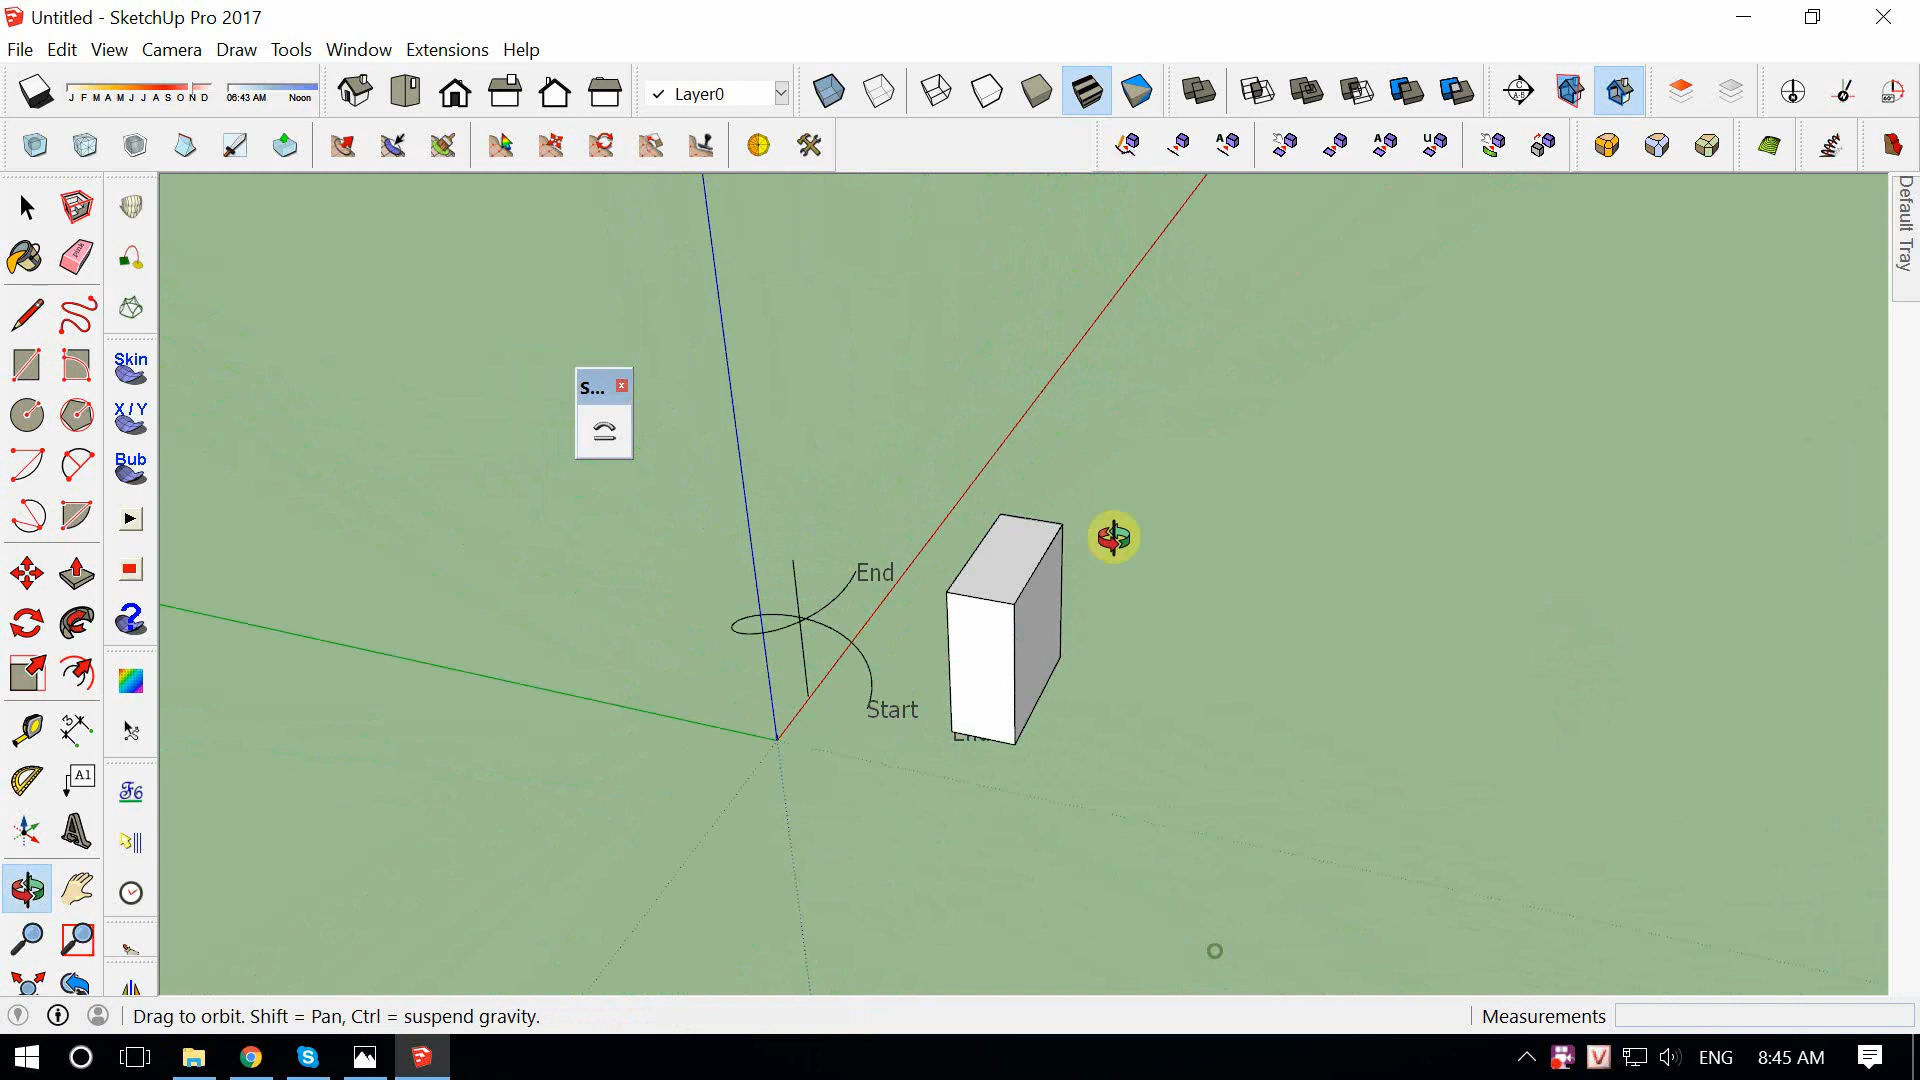 Untitled - SketchUp Pro 2017
File Edit View Camera Draw Tools Window Extensions Help
J F M A M J J A S O N D
06:43 AM Noon
Layer0
Default Tray
S...
Skin
X / Y
Bub
A1
End
Start
Drag to orbit. Shift = Pan, Ctrl = suspend gravity.
Measurements
ENG 8:45 AM